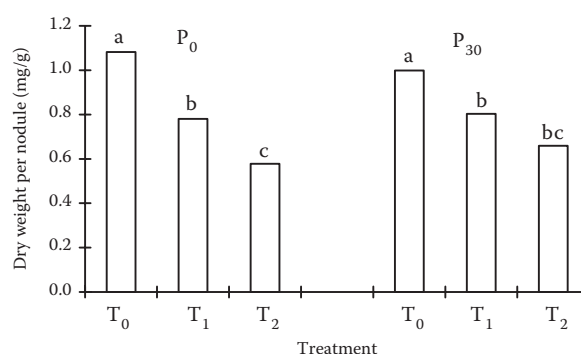 Dry weight per nodule (mg/g)
1.2
1.0
0.8
0.6
0.4
0.2
0.0
P₀
a
b
c
P₃₀
a
b
bc
T₀ T₁ T₂ T₀ T₁ T₂
Treatment